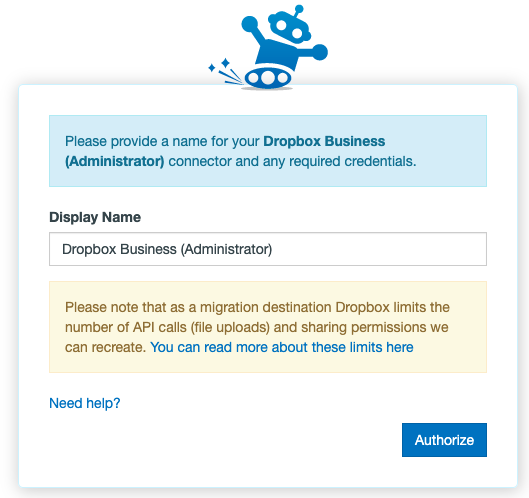 Please provide a name for your Dropbox Business
(Administrator) connector and any required credentials.
Display Name
Dropbox Business (Administrator)
Please note that as a migration destination Dropbox limits the
number of API calls (file uploads) and sharing permissions we
can recreate. You can read more about these limits here
Need help?
Authorize